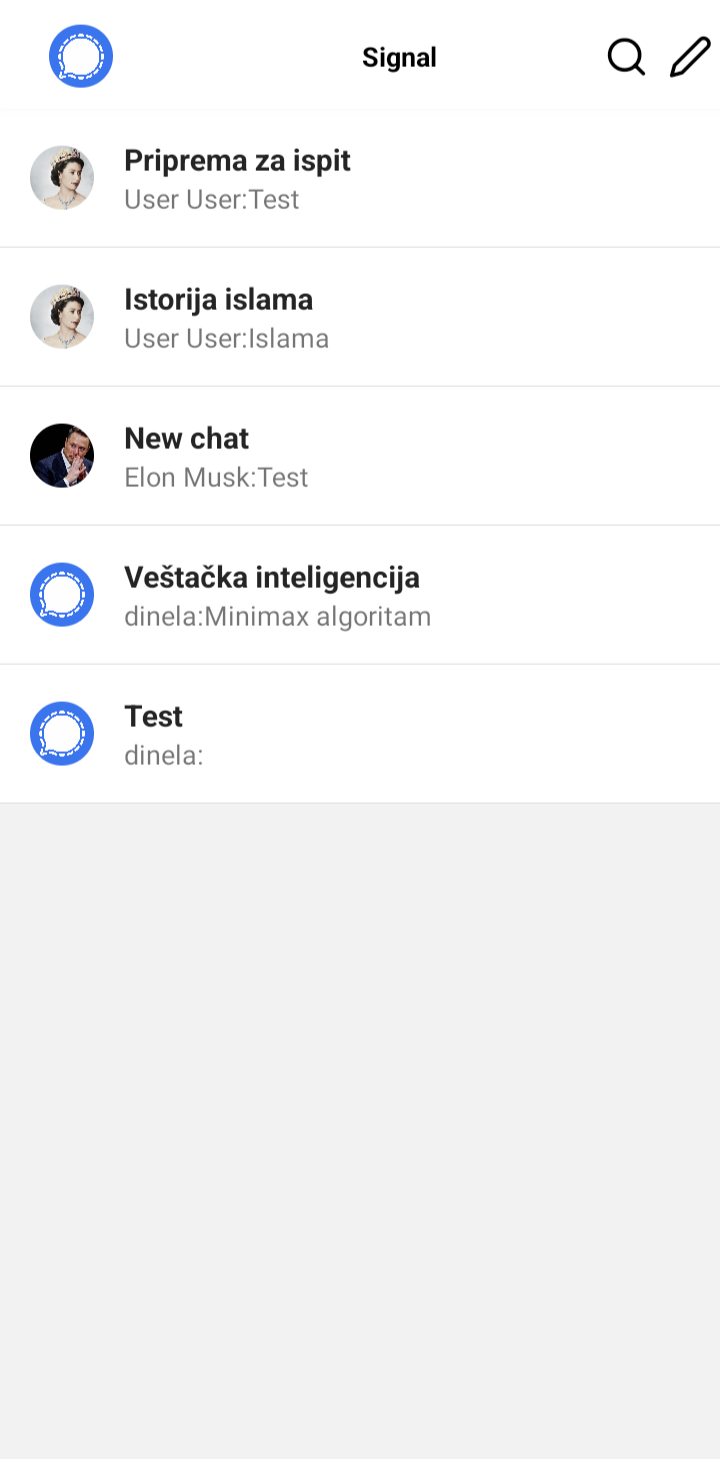 Signal
Priprema za ispit
User User:Test
Istorija islama
User User:Islama
New chat
Elon Musk:Test
Veštačka inteligencija
dinela:Minimax algoritam
Test
dinela: